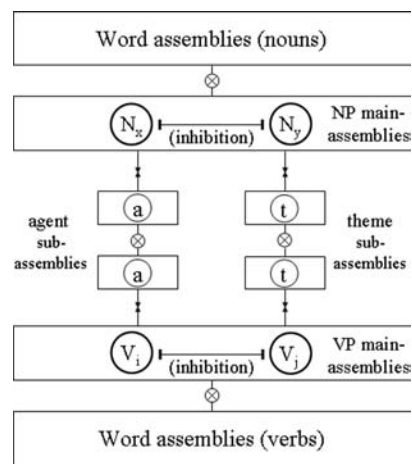 Word assemblies (nouns)
Nx Ny NP main-
(inhibition) assemblies
a t
agent theme
sub- sub-
assemblies assemblies
a t
Vi Vj VP main-
(inhibition) assemblies
Word assemblies (verbs)